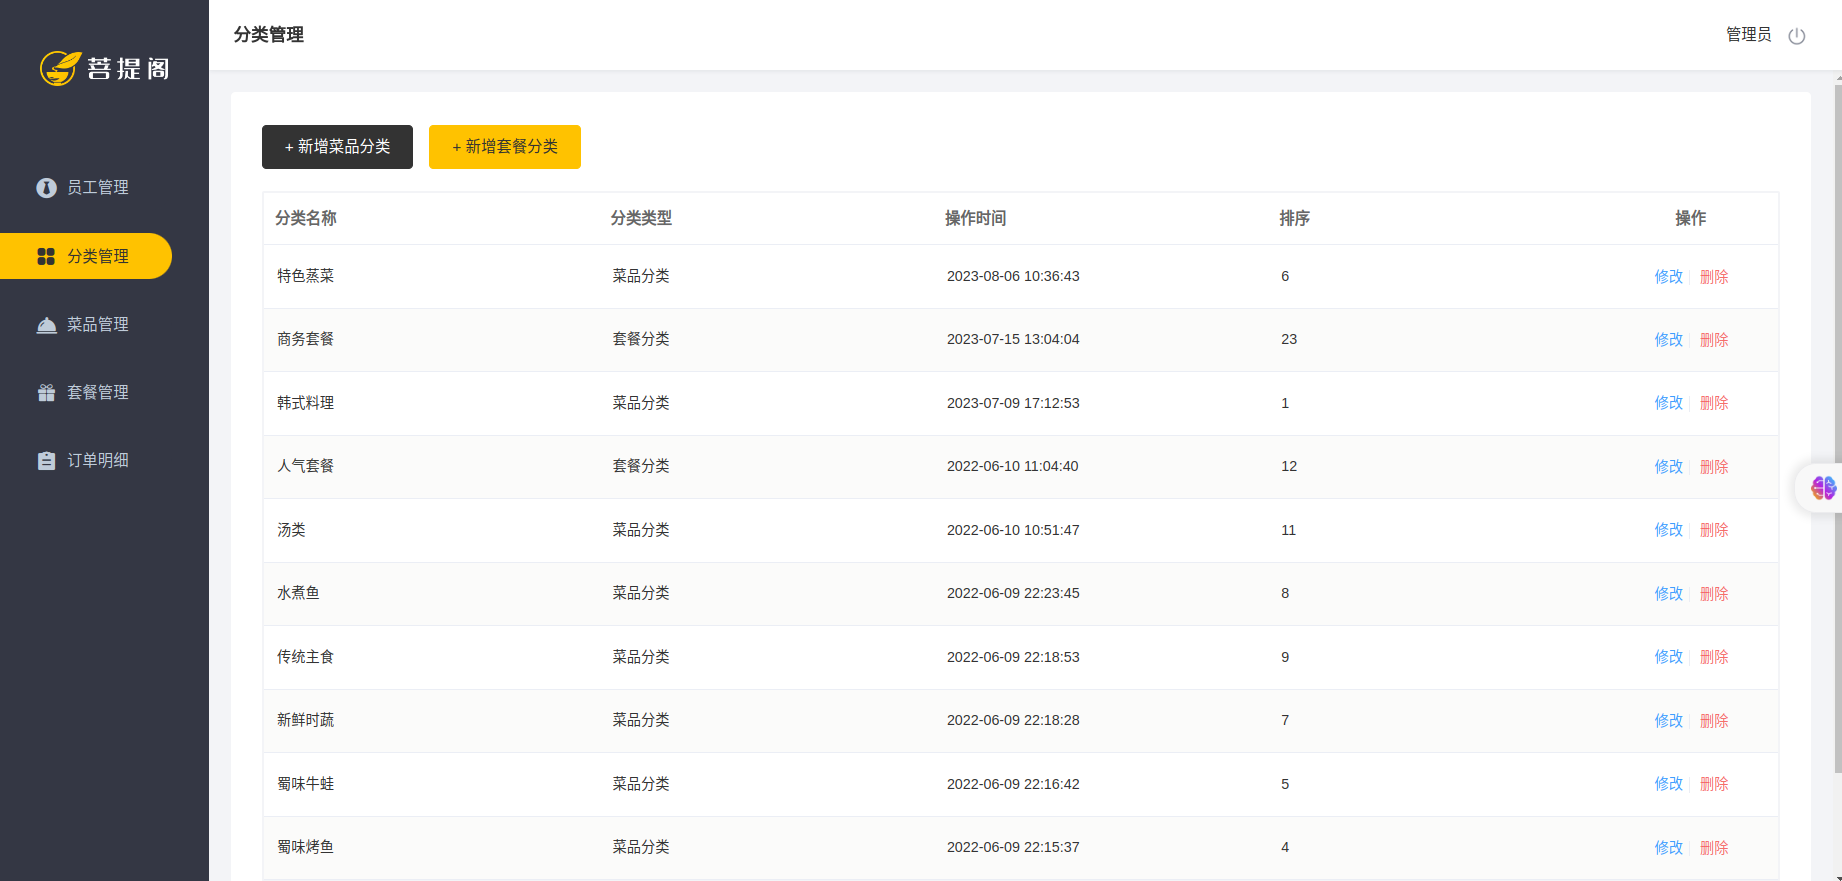 菩提阁
员工管理
分类管理
菜品管理
套餐管理
订单明细
分类管理
管理员
+ 新增菜品分类 + 新增套餐分类
分类名称 分类类型 操作时间 排序 操作
特色蒸菜 菜品分类 2023-08-06 10:36:43 6 修改 删除
商务套餐 套餐分类 2023-07-15 13:04:04 23 修改 删除
韩式料理 菜品分类 2023-07-09 17:12:53 1 修改 删除
人气套餐 套餐分类 2022-06-10 11:04:40 12 修改 删除
汤类 菜品分类 2022-06-10 10:51:47 11 修改 删除
水煮鱼 菜品分类 2022-06-09 22:23:45 8 修改 删除
传统主食 菜品分类 2022-06-09 22:18:53 9 修改 删除
新鲜时蔬 菜品分类 2022-06-09 22:18:28 7 修改 删除
蜀味牛蛙 菜品分类 2022-06-09 22:16:42 5 修改 删除
蜀味烤鱼 菜品分类 2022-06-09 22:15:37 4 修改 删除